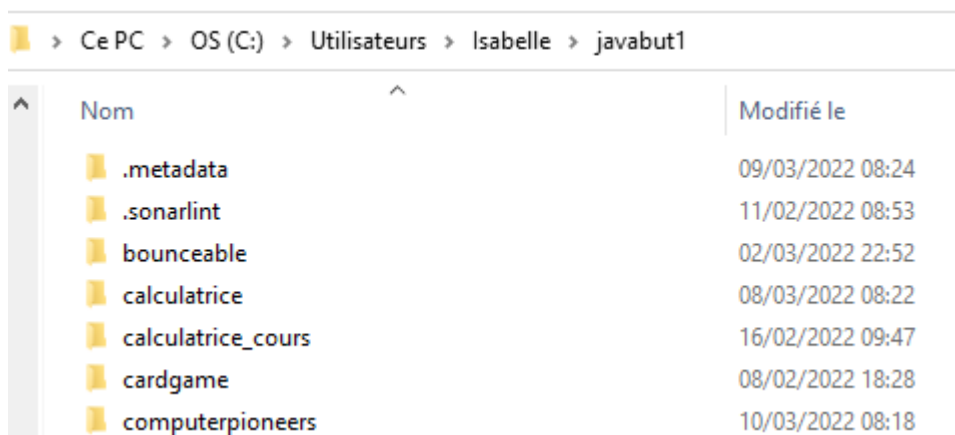 Ce PC > OS (C:) > Utilisateurs > Isabelle > javabut1
Nom Modifié le
.metadata 09/03/2022 08:24
.sonarlint 11/02/2022 08:53
bounceable 02/03/2022 22:52
calculatrice 08/03/2022 08:22
calculatrice_cours 16/02/2022 09:47
cardgame 08/02/2022 18:28
computerpioneers 10/03/2022 08:18